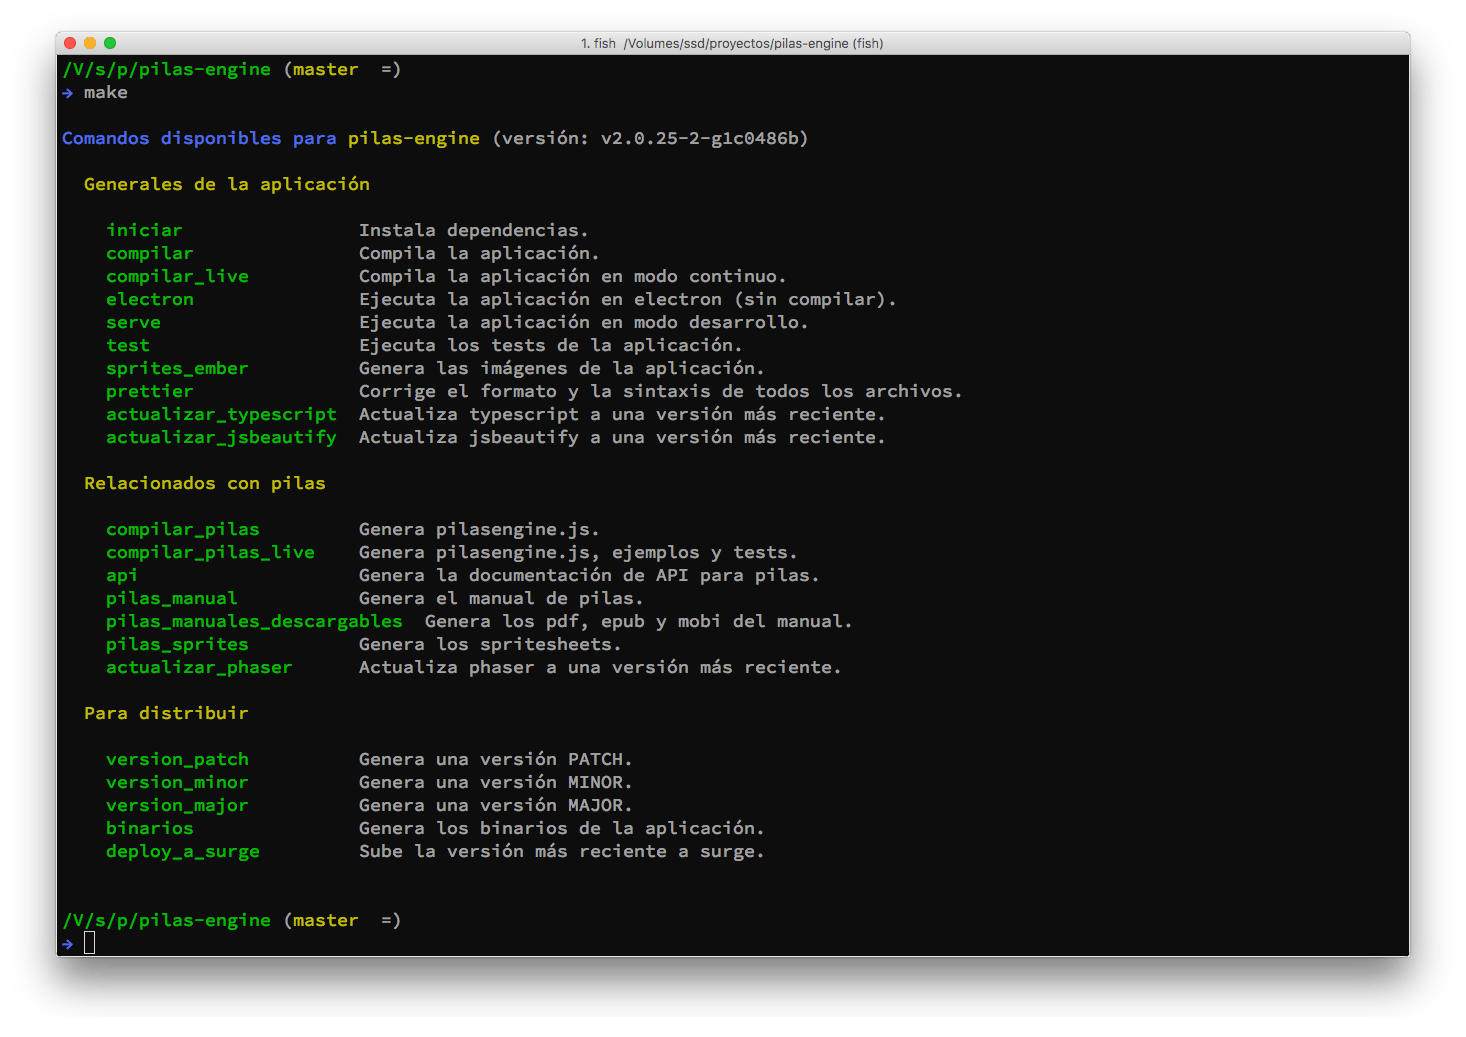 1. fish /Volumes/ssd/proyectos/pilas-engine (fish)
/V/s/p/pilas-engine (master =)
→ make
Comandos disponibles para pilas-engine (versión: v2.0.25-2-g1c0486b)
Generales de la aplicación
iniciar Instala dependencias.
compilar Compila la aplicación.
compilar_live Compila la aplicación en modo continuo.
electron Ejecuta la aplicación en electron (sin compilar).
serve Ejecuta la aplicación en modo desarrollo.
test Ejecuta los tests de la aplicación.
sprites_ember Genera las imágenes de la aplicación.
prettier Corrige el formato y la sintaxis de todos los archivos.
actualizar_typescript Actualiza typescript a una versión más reciente.
actualizar_jsbeautify Actualiza jsbeautify a una versión más reciente.
Relacionados con pilas
compilar_pilas Genera pilasengine.js.
compilar_pilas_live Genera pilasengine.js, ejemplos y tests.
api Genera la documentación de API para pilas.
pilas_manual Genera el manual de pilas.
pilas_manuales_descargables Genera los pdf, epub y mobi del manual.
pilas_sprites Genera los spritesheets.
actualizar_phaser Actualiza phaser a una versión más reciente.
Para distribuir
version_patch Genera una versión PATCH.
version_minor Genera una versión MINOR.
version_major Genera una versión MAJOR.
binarios Genera los binarios de la aplicación.
deploy_a_surge Sube la versión más reciente a surge.
/V/s/p/pilas-engine (master =)
→